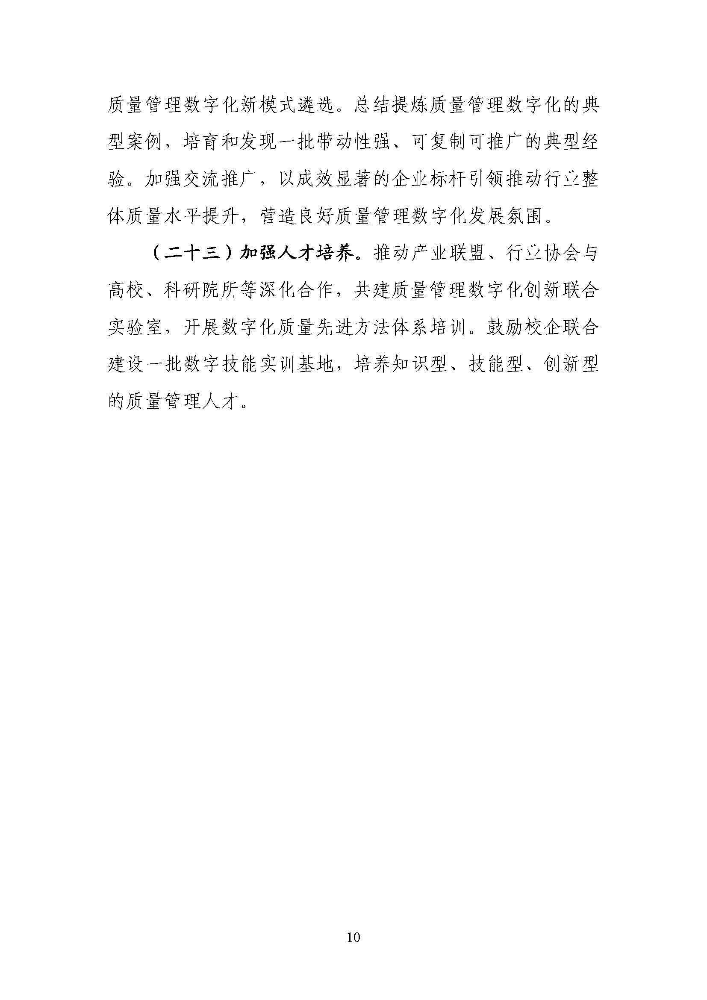 质量管理数字化新模式遴选。总结提炼质量管理数字化的典
型案例，培育和发现一批带动性强、可复制可推广的典型经
验。加强交流推广，以成效显著的企业标杆引领推动行业整
体质量水平提升，营造良好质量管理数字化发展氛围。
（二十三）加强人才培养。推动产业联盟、行业协会与
高校、科研院所等深化合作，共建质量管理数字化创新联合
实验室，开展数字化质量先进方法体系培训。鼓励校企联合
建设一批数字技能实训基地，培养知识型、技能型、创新型
的质量管理人才。
10